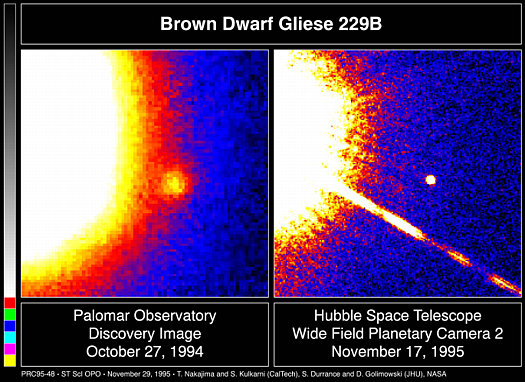 Brown Dwarf Gliese 229B
Palomar Observatory
Discovery Image
October 27, 1994
Hubble Space Telescope
Wide Field Planetary Camera 2
November 17, 1995
PRC95-48 • ST ScI OPO • November 29, 1995 • T. Nakajima and S. Kulkarni (CalTech), S. Durrance and D. Golimowski (JHU), NASA